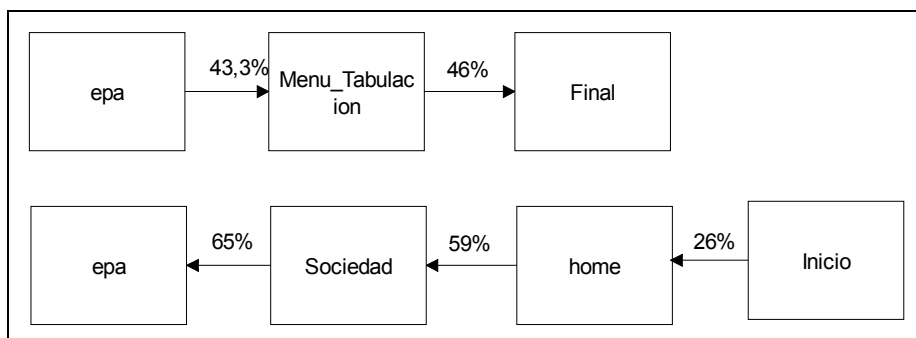 43,3%
46%
epa
Menu_Tabulac
ion
Final
65%
59%
26%
epa
Sociedad
home
Inicio